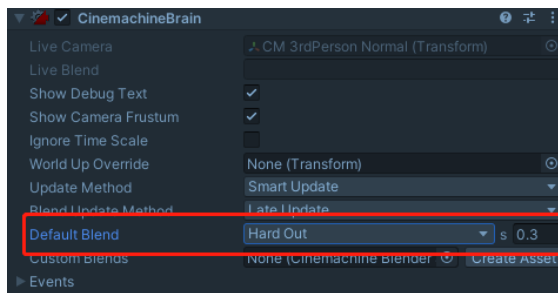 CinemachineBrain
Live Camera CM 3rdPerson Normal (Transform)
Live Blend
Show Debug Text
Show Camera Frustum
Ignore Time Scale
World Up Override None (Transform)
Update Method Smart Update
Blend Update Method Late Update
Default Blend Hard Out s 0.3
Custom Blends None (Cinemachine Blender Create Asset
Events